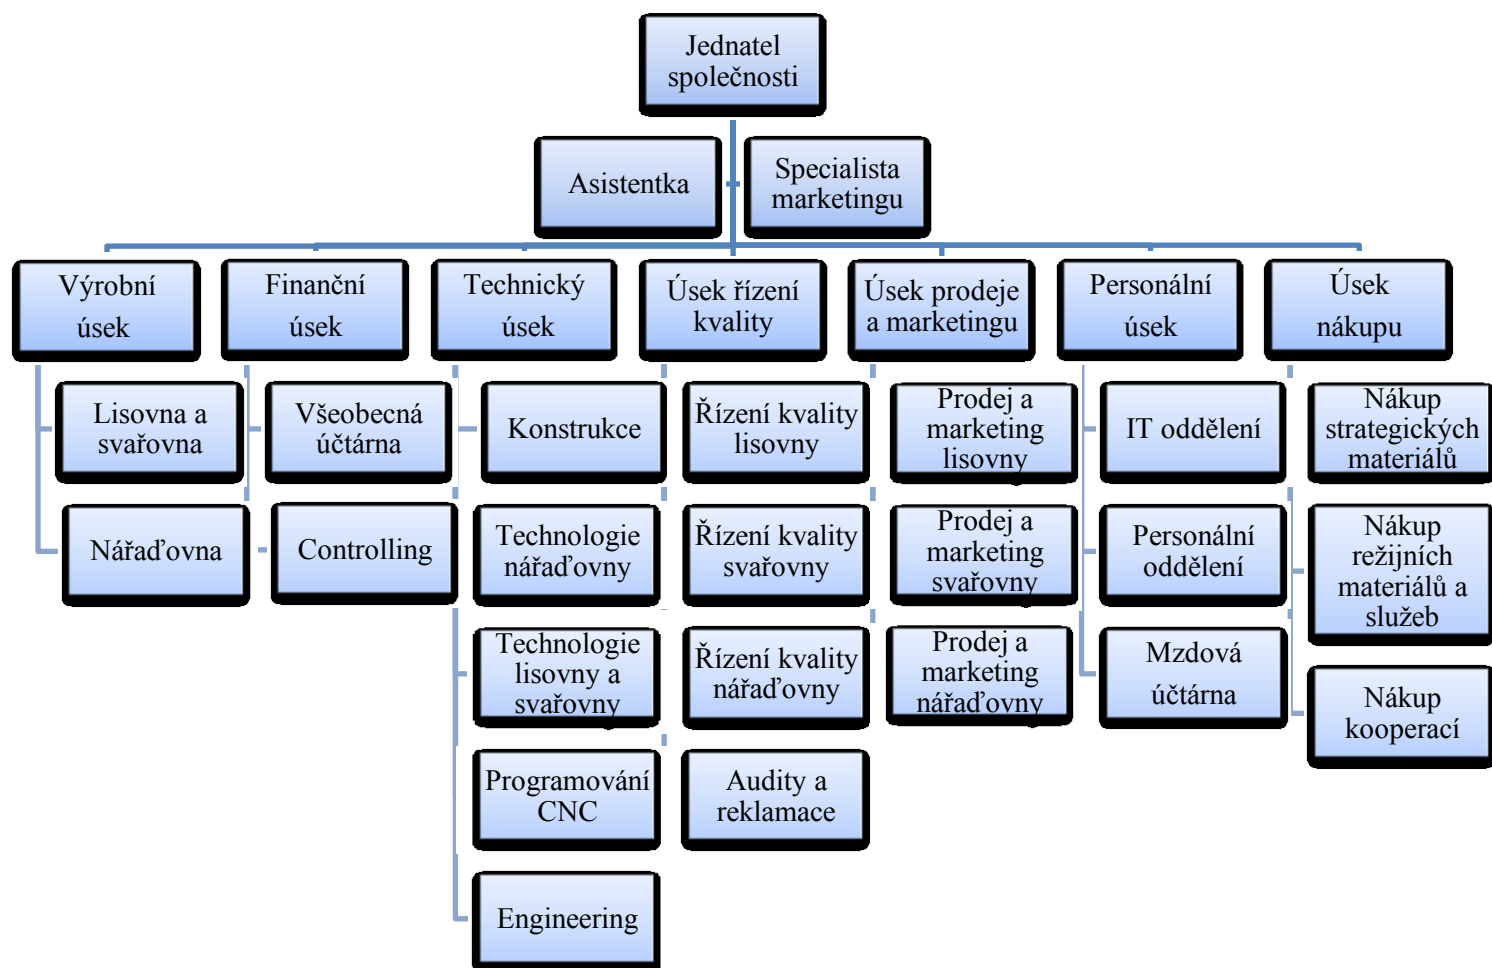 Jednatel
společnosti
Asistentka
Specialista
marketingu
Výrobní
úsek
Finanční
úsek
Technický
úsek
Úsek řízení
kvality
Úsek prodeje
a marketingu
Personální
úsek
Úsek
nákupu
Lisovna a
svařovna
Všeobecná
účtárna
Konstrukce
Řízení kvality
lisovny
Prodej a
marketing
lisovny
IT oddělení
Nákup
strategických
materiálů
Nářaďovna
Controlling
Technologie
nářaďovny
Řízení kvality
svařovny
Prodej a
marketing
svařovny
Personální
oddělení
Nákup
režijních
materiálů a
služeb
Technologie
lisovny a
svařovny
Řízení kvality
nářaďovny
Prodej a
marketing
nářaďovny
Mzdová
účtárna
Nákup
kooperací
Programování
CNC
Audity a
reklamace
Engineering